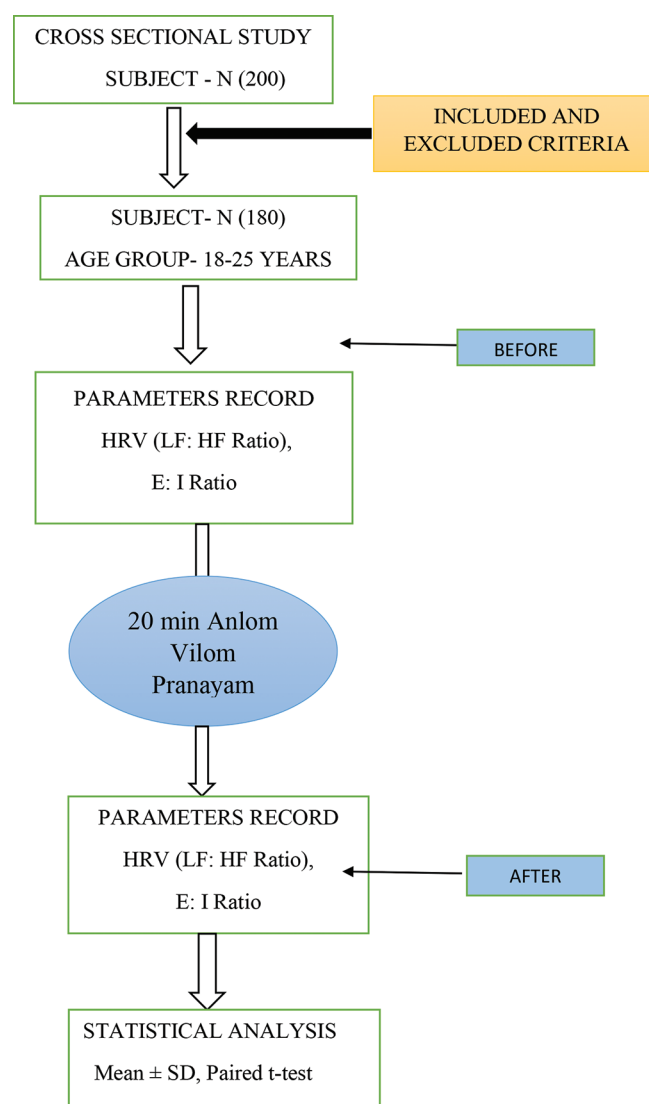 CROSS SECTIONAL STUDY
SUBJECT - N (200)
INCLUDED AND
EXCLUDED CRITERIA
SUBJECT- N (180)
AGE GROUP- 18-25 YEARS
BEFORE
PARAMETERS RECORD
HRV (LF: HF Ratio),
E: I Ratio
20 min Anlom
Vilom
Pranayam
PARAMETERS RECORD
HRV (LF: HF Ratio),
E: I Ratio
AFTER
STATISTICAL ANALYSIS
Mean ± SD, Paired t-test